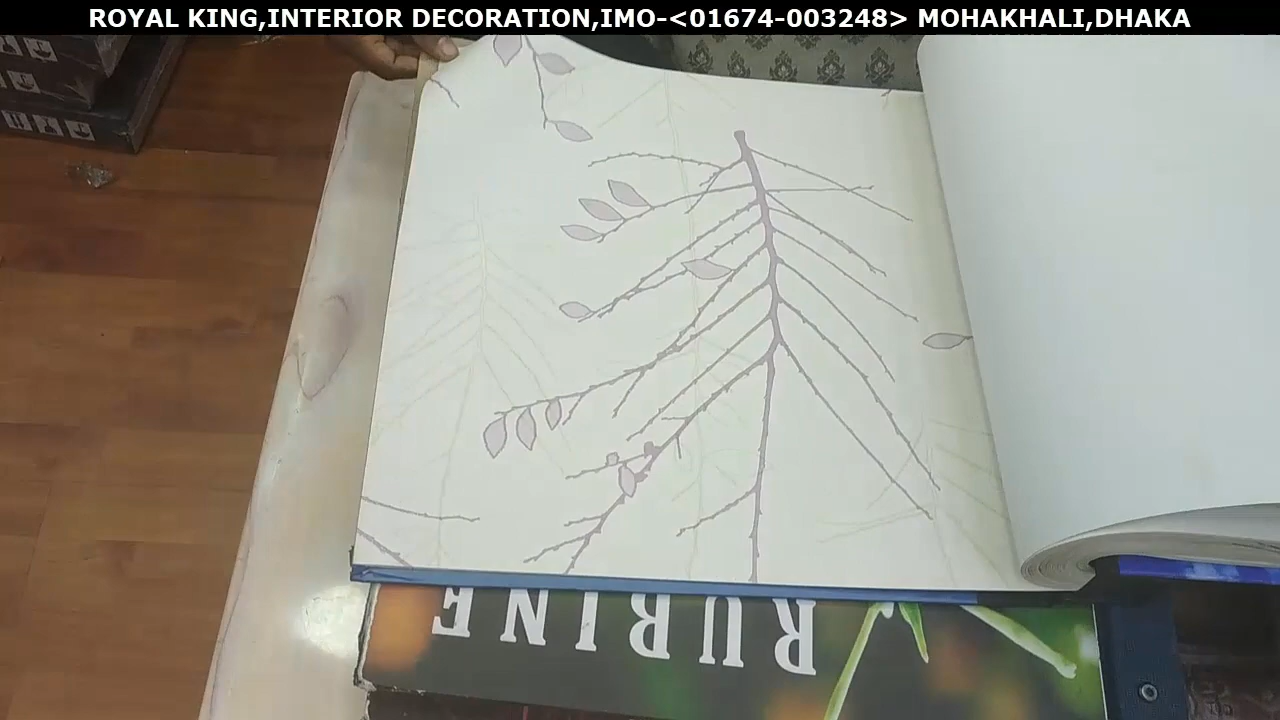 ROYAL KING,INTERIOR DECORATION,IMO-<01674-003248> MOHAKHALI,DHAKA
RUBINE